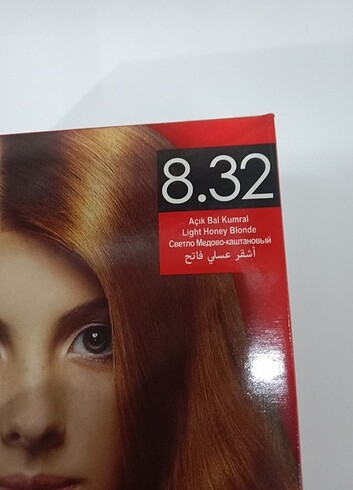 8.32
Açık Bal Kumral
Light Honey Blonde
Светло Медово-каштановый
أشقر عسلي فاتح